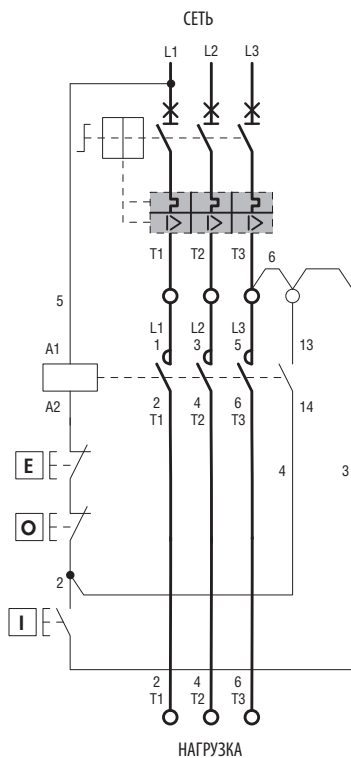 СЕТЬ
L1 L2 L3
I> I> I>
T1 T2 T3
6
5
L1 L2 L3
1 3 5
13
A1
A2
2 4 6
T1 T2 T3
14
E
4 3
O
2
I
2 4 6
T1 T2 T3
НАГРУЗКА